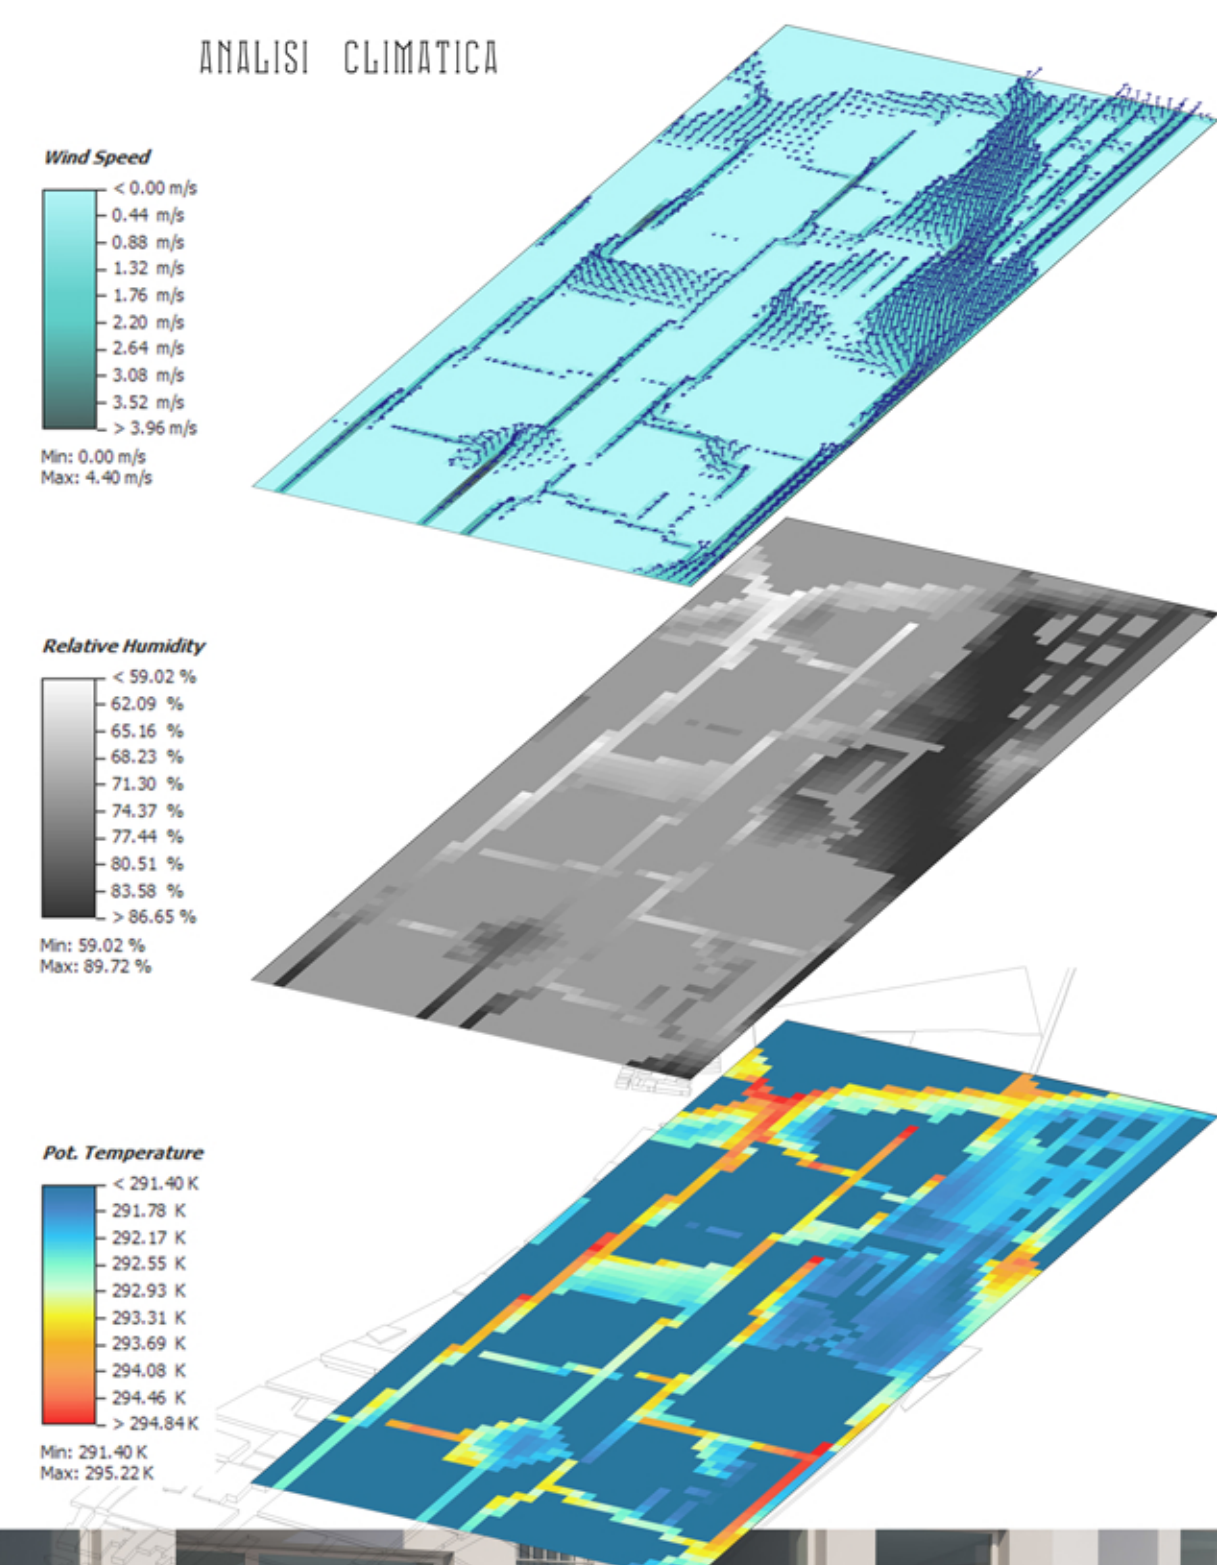 ANALISI CLIMATICA
Wind Speed
< 0.00 m/s
0.44 m/s
0.88 m/s
1.32 m/s
1.76 m/s
2.20 m/s
2.64 m/s
3.08 m/s
3.52 m/s
> 3.96 m/s
Min: 0.00 m/s
Max: 4.40 m/s
Relative Humidity
< 59.02 %
62.09 %
65.16 %
68.23 %
71.30 %
74.37 %
77.44 %
80.51 %
83.58 %
> 86.65 %
Min: 59.02 %
Max: 89.72 %
Pot. Temperature
< 291.40 K
291.78 K
292.17 K
292.55 K
292.93 K
293.31 K
293.69 K
294.08 K
294.46 K
> 294.84 K
Min: 291.40 K
Max: 295.22 K